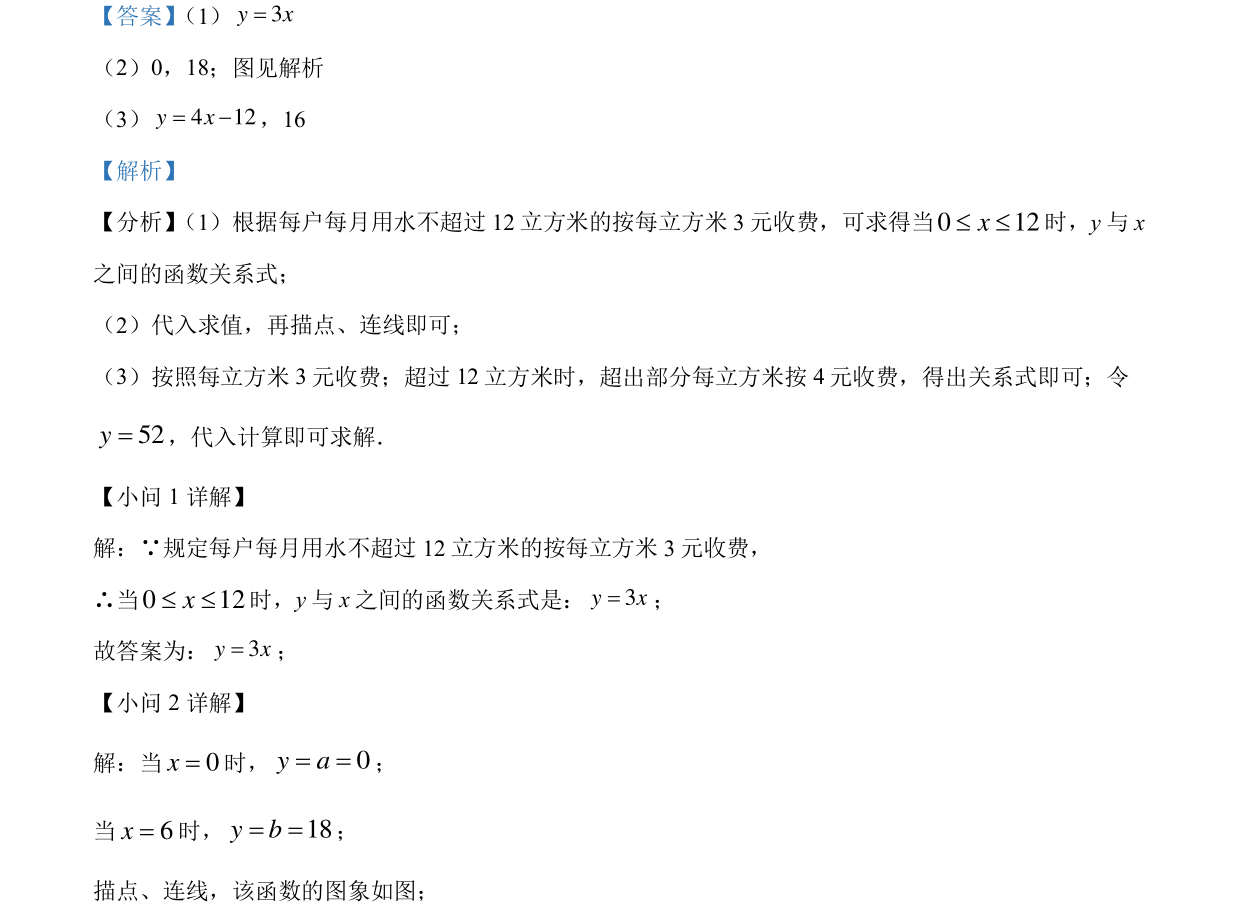 【答案】（1） y = 3x
（2）0，18；图见解析
（3） y = 4x−12，16
【解析】
【分析】（1）根据每户每月用水不超过 12 立方米的按每立方米 3 元收费，可求得当0 ≤ x ≤ 12时，y 与 x
之间的函数关系式；
（2）代入求值，再描点、连线即可；
（3）按照每立方米 3 元收费；超过 12 立方米时，超出部分每立方米按 4 元收费，得出关系式即可；令
y = 52，代入计算即可求解．
【小问 1 详解】
解：∵规定每户每月用水不超过 12 立方米的按每立方米 3 元收费，
∴当0 ≤ x ≤ 12时，y 与 x 之间的函数关系式是： y = 3x；
故答案为： y = 3x；
【小问 2 详解】
解：当 x = 0时， y = a = 0；
当 x = 6时， y = b = 18；
描点、连线，该函数的图象如图；